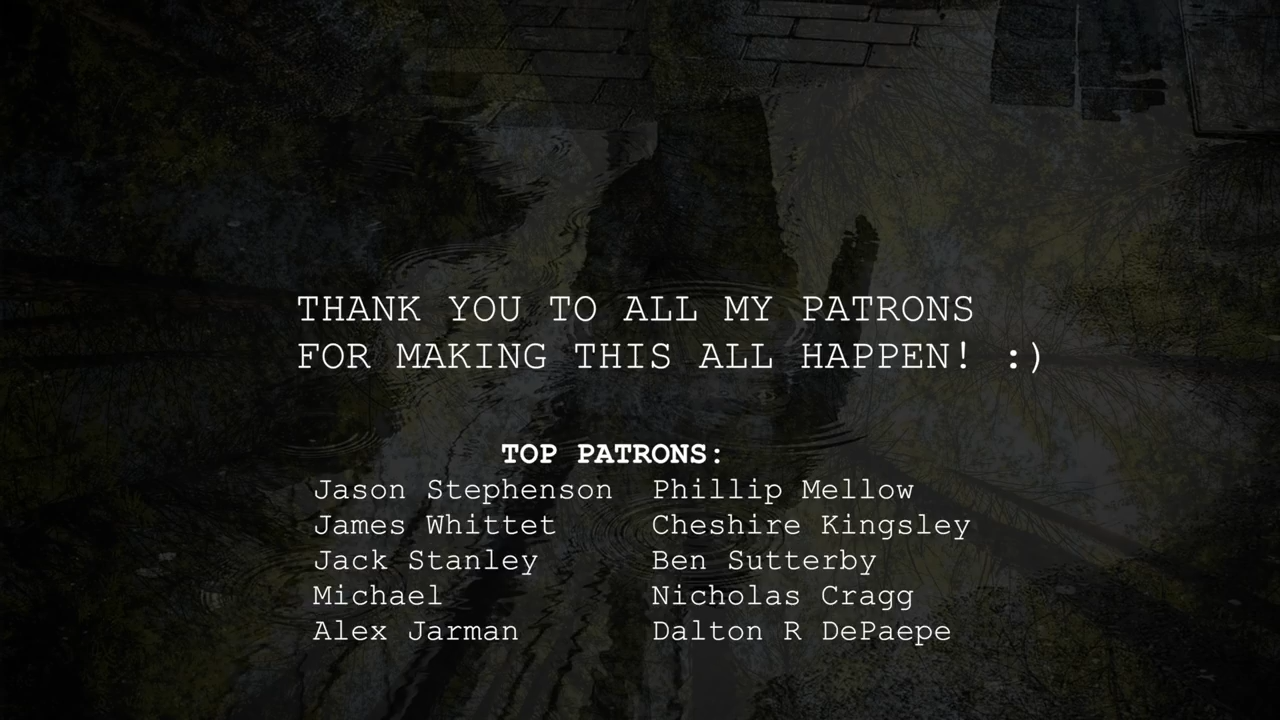 THANK YOU TO ALL MY PATRONS
FOR MAKING THIS ALL HAPPEN! :)
TOP PATRONS:
Jason Stephenson Phillip Mellow
James Whittet Cheshire Kingsley
Jack Stanley Ben Sutterby
Michael Nicholas Cragg
Alex Jarman Dalton R DePaepe